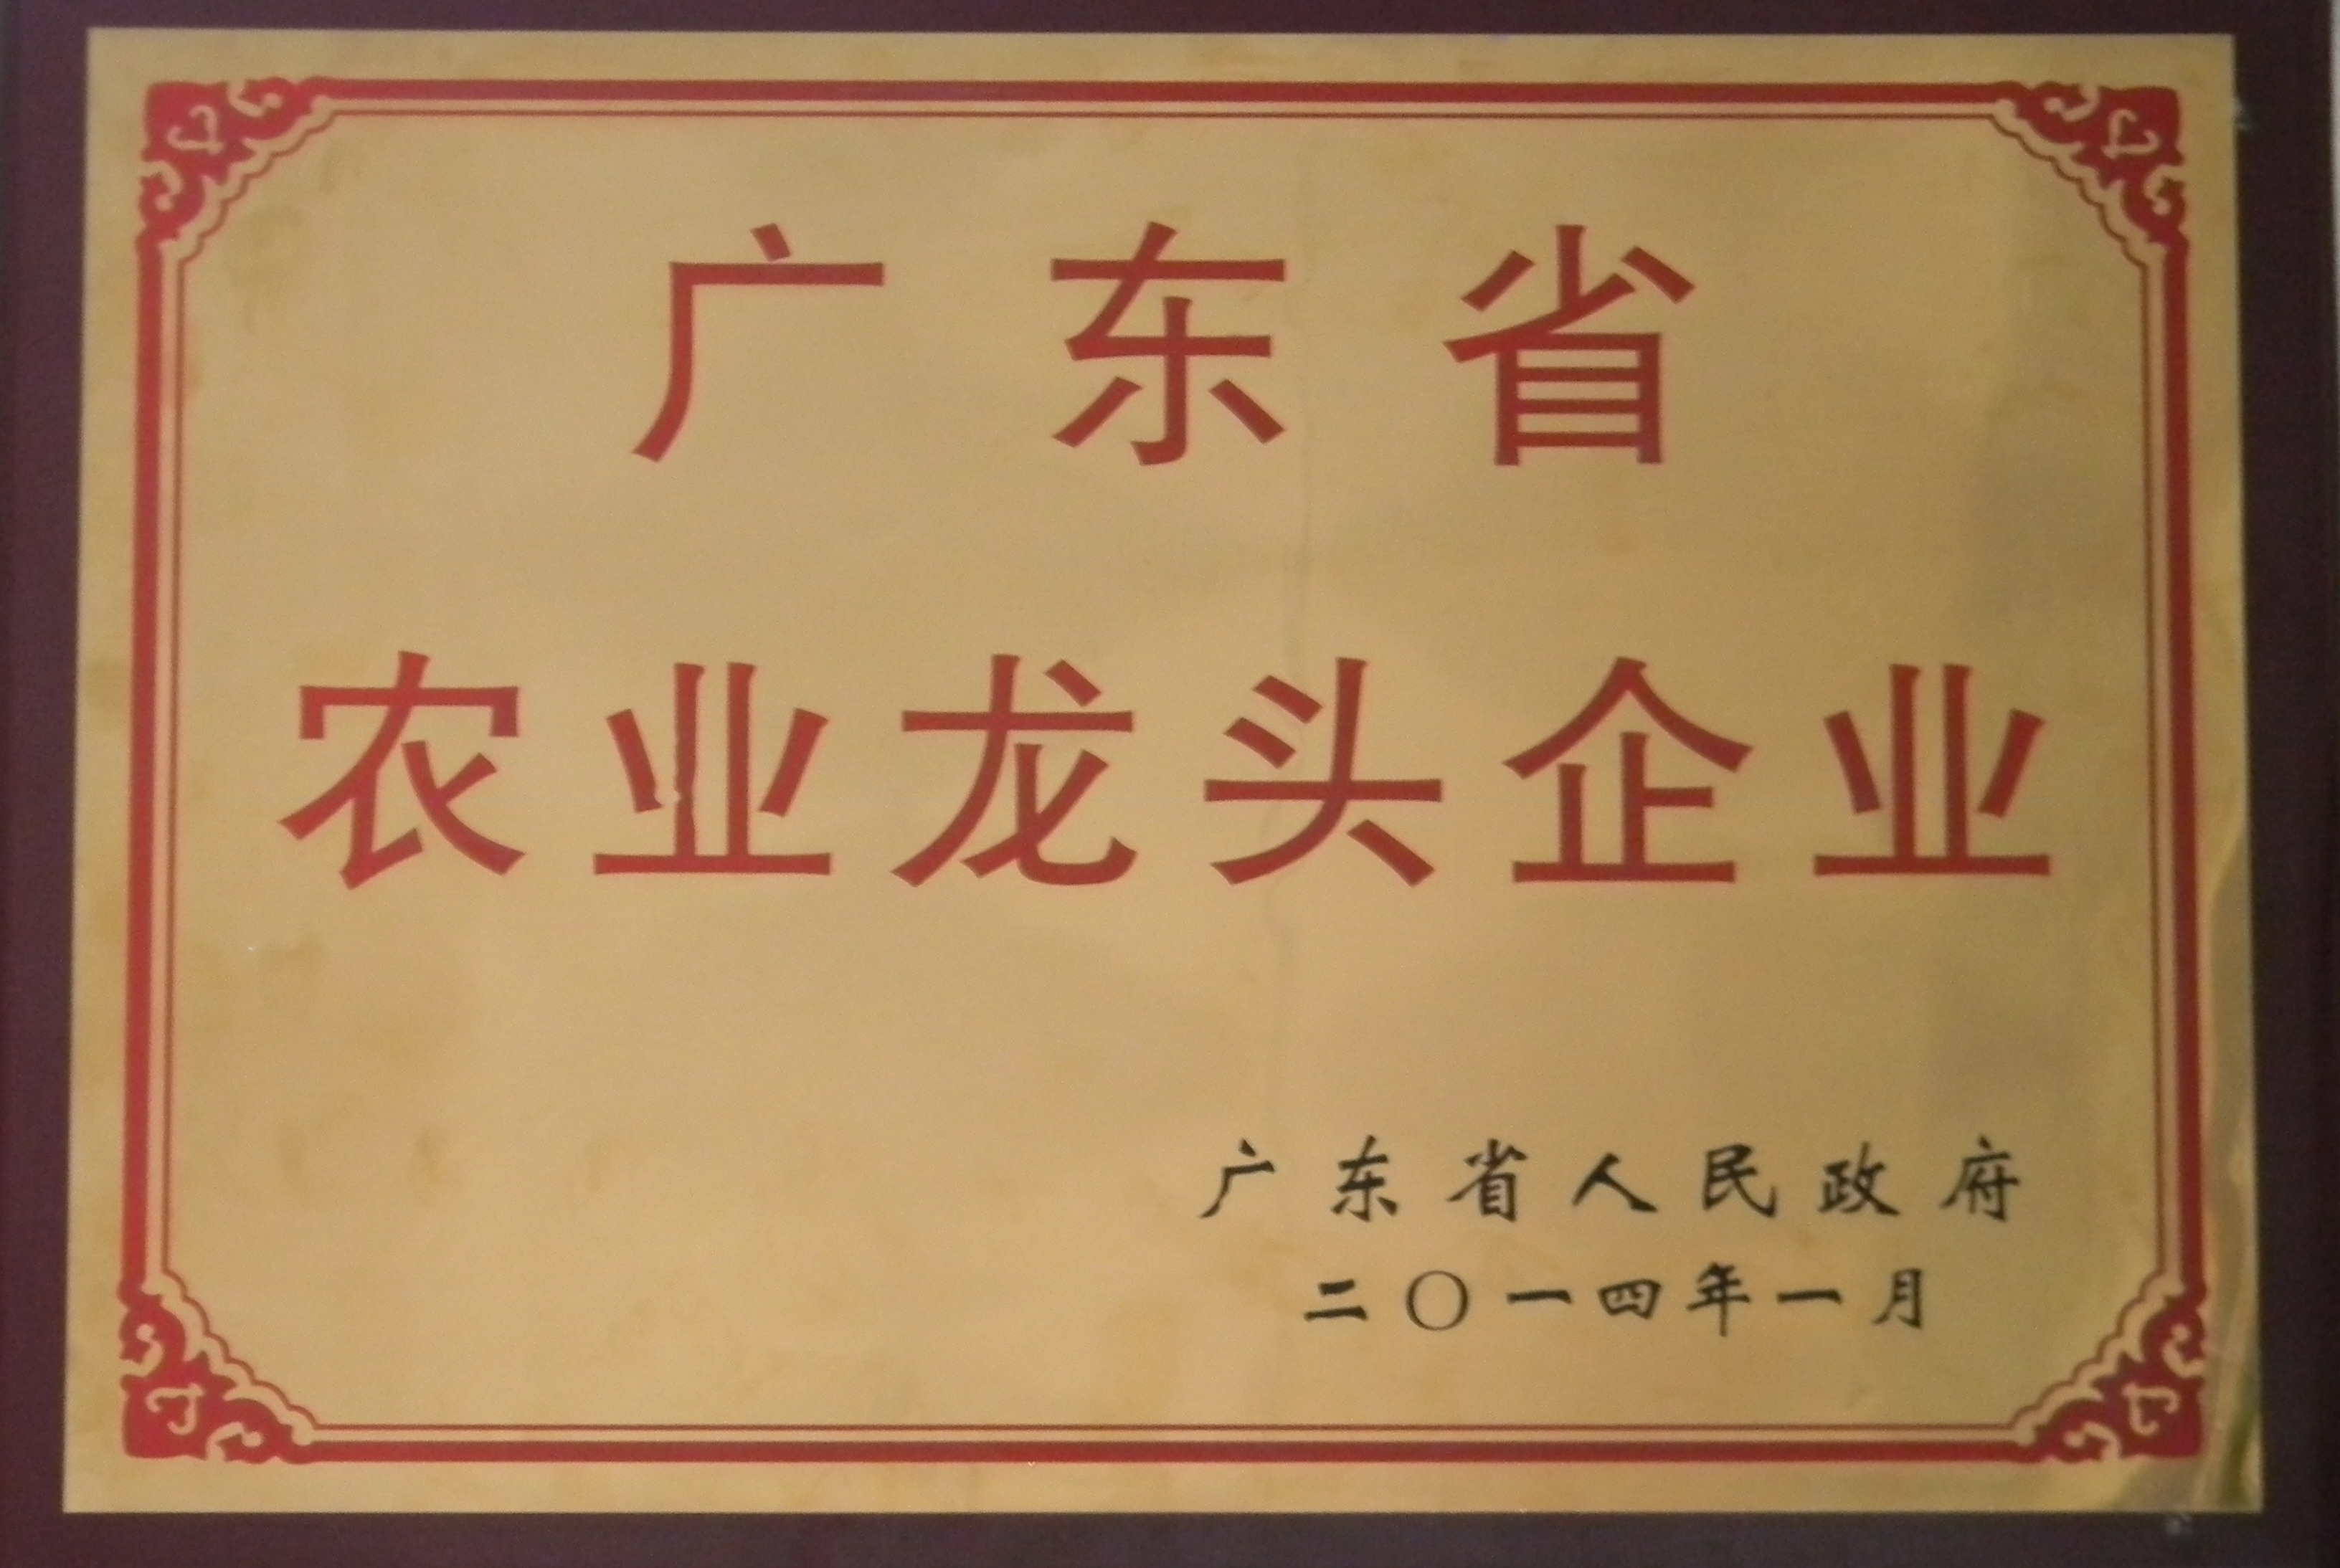 广东省
农业龙头企业
广东省人民政府
二〇一四年一月